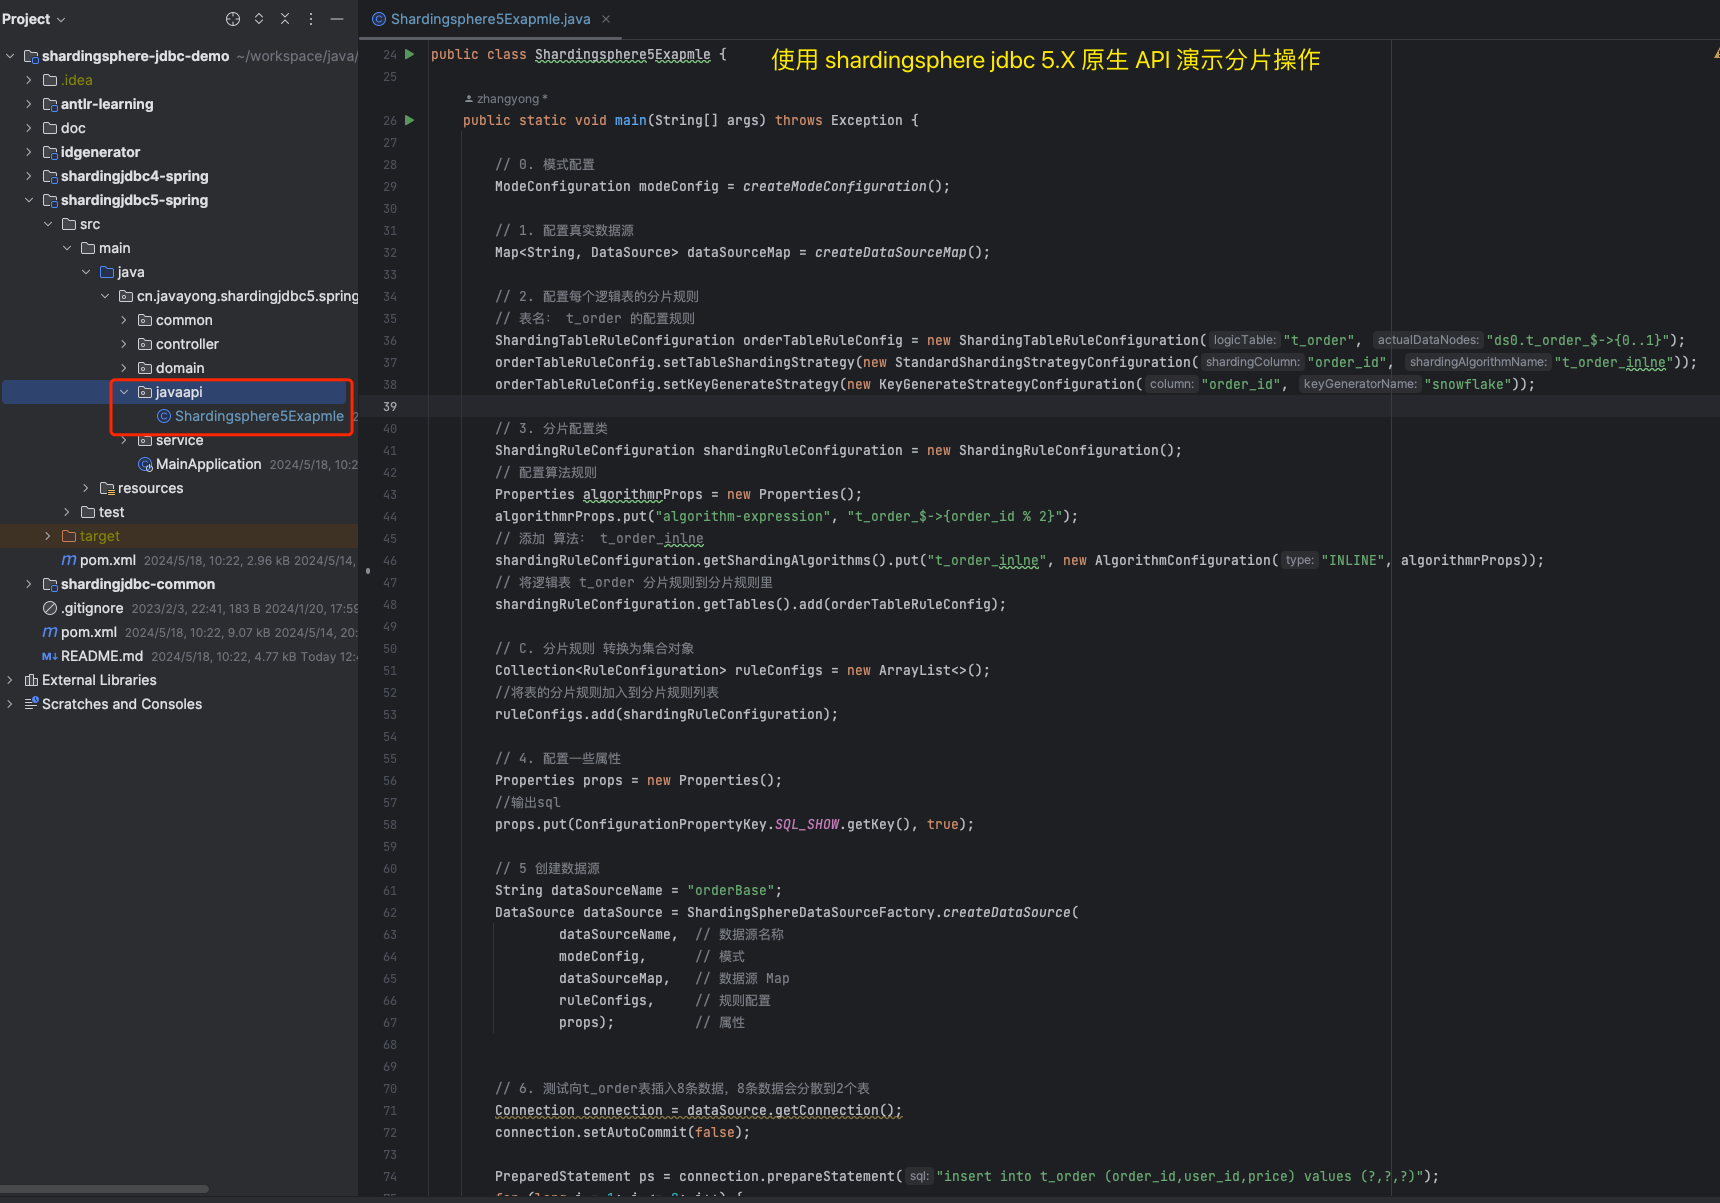 Project
shardingsphere-jdbc-demo ~/workspace/java/
.idea
antlr-learning
doc
idgenerator
shardingjdbc4-spring
shardingjdbc5-spring
src
main
java
cn.javayong.shardingjdbc5.spring
common
controller
domain
javaapi
Shardingsphere5Exapmle 2
service
MainApplication 2024/5/18, 10:2
resources
test
target
pom.xml 2024/5/18, 10:22, 2.96 kB 2024/5/14,
shardingjdbc-common
.gitignore 2023/2/3, 22:41, 183 B 2024/1/20, 17:59
pom.xml 2024/5/18, 10:22, 9.07 kB 2024/5/14, 20:
README.md 2024/5/18, 10:22, 4.77 kB Today 12:4
External Libraries
Scratches and Consoles
Shardingsphere5Exapmle.java
使用 shardingsphere jdbc 5.X 原生 API 演示分片操作
24 public class Shardingsphere5Exapmle {
25
zhangyong *
26 public static void main(String[] args) throws Exception {
27
28 // 0. 模式配置
29 ModeConfiguration modeConfig = createModeConfiguration();
30
31 // 1. 配置真实数据源
32 Map<String, DataSource> dataSourceMap = createDataSourceMap();
33
34 // 2. 配置每个逻辑表的分片规则
35 // 表名： t_order 的配置规则
36 ShardingTableRuleConfiguration orderTableRuleConfig = new ShardingTableRuleConfiguration( logicTable: "t_order", actualDataNodes: "ds0.t_order_$->{0..1}");
37 orderTableRuleConfig.setTableShardingStrategy(new StandardShardingStrategyConfiguration( shardingColumn: "order_id", shardingAlgorithmName: "t_order_inlne"));
38 orderTableRuleConfig.setKeyGenerateStrategy(new KeyGenerateStrategyConfiguration( column: "order_id", keyGeneratorName: "snowflake"));
39
40 // 3. 分片配置类
41 ShardingRuleConfiguration shardingRuleConfiguration = new ShardingRuleConfiguration();
42 // 配置算法规则
43 Properties algorithmrProps = new Properties();
44 algorithmrProps.put("algorithm-expression", "t_order_$->{order_id % 2}");
45 // 添加 算法： t_order_inlne
46 shardingRuleConfiguration.getShardingAlgorithms().put("t_order_inlne", new AlgorithmConfiguration( type: "INLINE", algorithmrProps));
47 // 将逻辑表 t_order 分片规则到分片规则里
48 shardingRuleConfiguration.getTables().add(orderTableRuleConfig);
49
50 // C. 分片规则 转换为集合对象
51 Collection<RuleConfiguration> ruleConfigs = new ArrayList<>();
52 //将表的分片规则加入到分片规则列表
53 ruleConfigs.add(shardingRuleConfiguration);
54
55 // 4. 配置一些属性
56 Properties props = new Properties();
57 //输出sql
58 props.put(ConfigurationPropertyKey.SQL_SHOW.getKey(), true);
59
60 // 5 创建数据源
61 String dataSourceName = "orderBase";
62 DataSource dataSource = ShardingSphereDataSourceFactory.createDataSource(
63 dataSourceName, // 数据源名称
64 modeConfig, // 模式
65 dataSourceMap, // 数据源 Map
66 ruleConfigs, // 规则配置
67 props); // 属性
68
69
70 // 6. 测试向t_order表插入8条数据，8条数据会分散到2个表
71 Connection connection = dataSource.getConnection();
72 connection.setAutoCommit(false);
73
74 PreparedStatement ps = connection.prepareStatement( sql: "insert into t_order (order_id,user_id,price) values (?,?,?)");